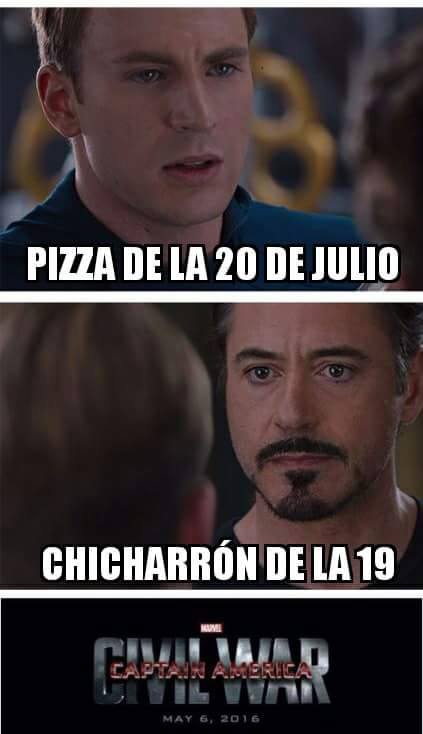 PIZZA DE LA 20 DE JULIO
CHICHARRÓN DE LA 19
MARVEL
CIVIL WAR
CAPTAIN AMERICA
MAY 6, 2016